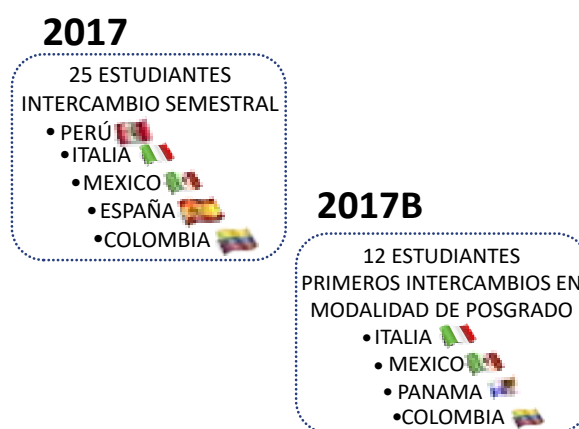 2017
25 ESTUDIANTES
INTERCAMBIO SEMESTRAL
• PERÚ
•ITALIA
•MEXICO
•ESPAÑA
•COLOMBIA
2017B
12 ESTUDIANTES
PRIMEROS INTERCAMBIOS EN
MODALIDAD DE POSGRADO
•ITALIA
• MEXICO
• PANAMA
•COLOMBIA